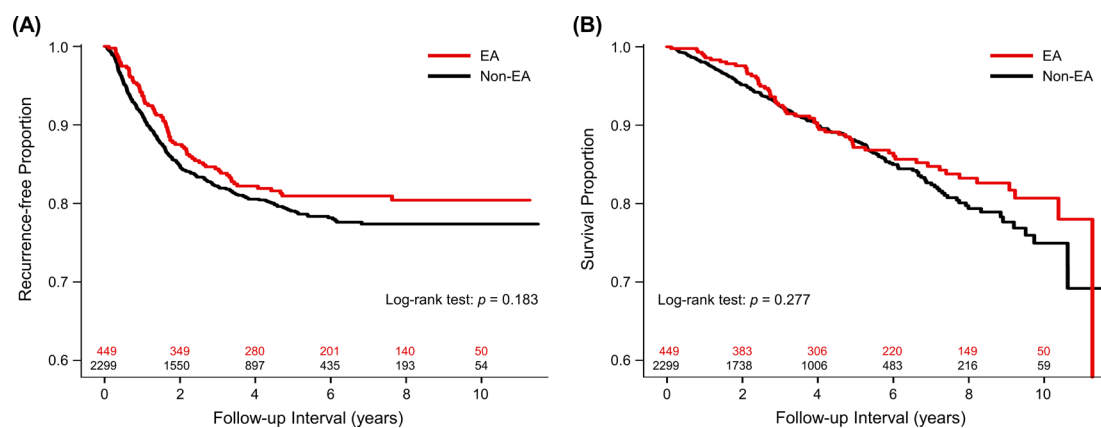 (A)
Recurrence-free Proportion
1.0
0.9
0.8
0.7
0.6
EA
Non-EA
Log-rank test: p = 0.183
449 349 280 201 140 50
2299 1550 897 435 193 54
0 2 4 6 8 10
Follow-up Interval (years)
(B)
Survival Proportion
1.0
0.9
0.8
0.7
0.6
EA
Non-EA
Log-rank test: p = 0.277
449 383 306 220 149 50
2299 1738 1006 483 216 59
0 2 4 6 8 10
Follow-up Interval (years)